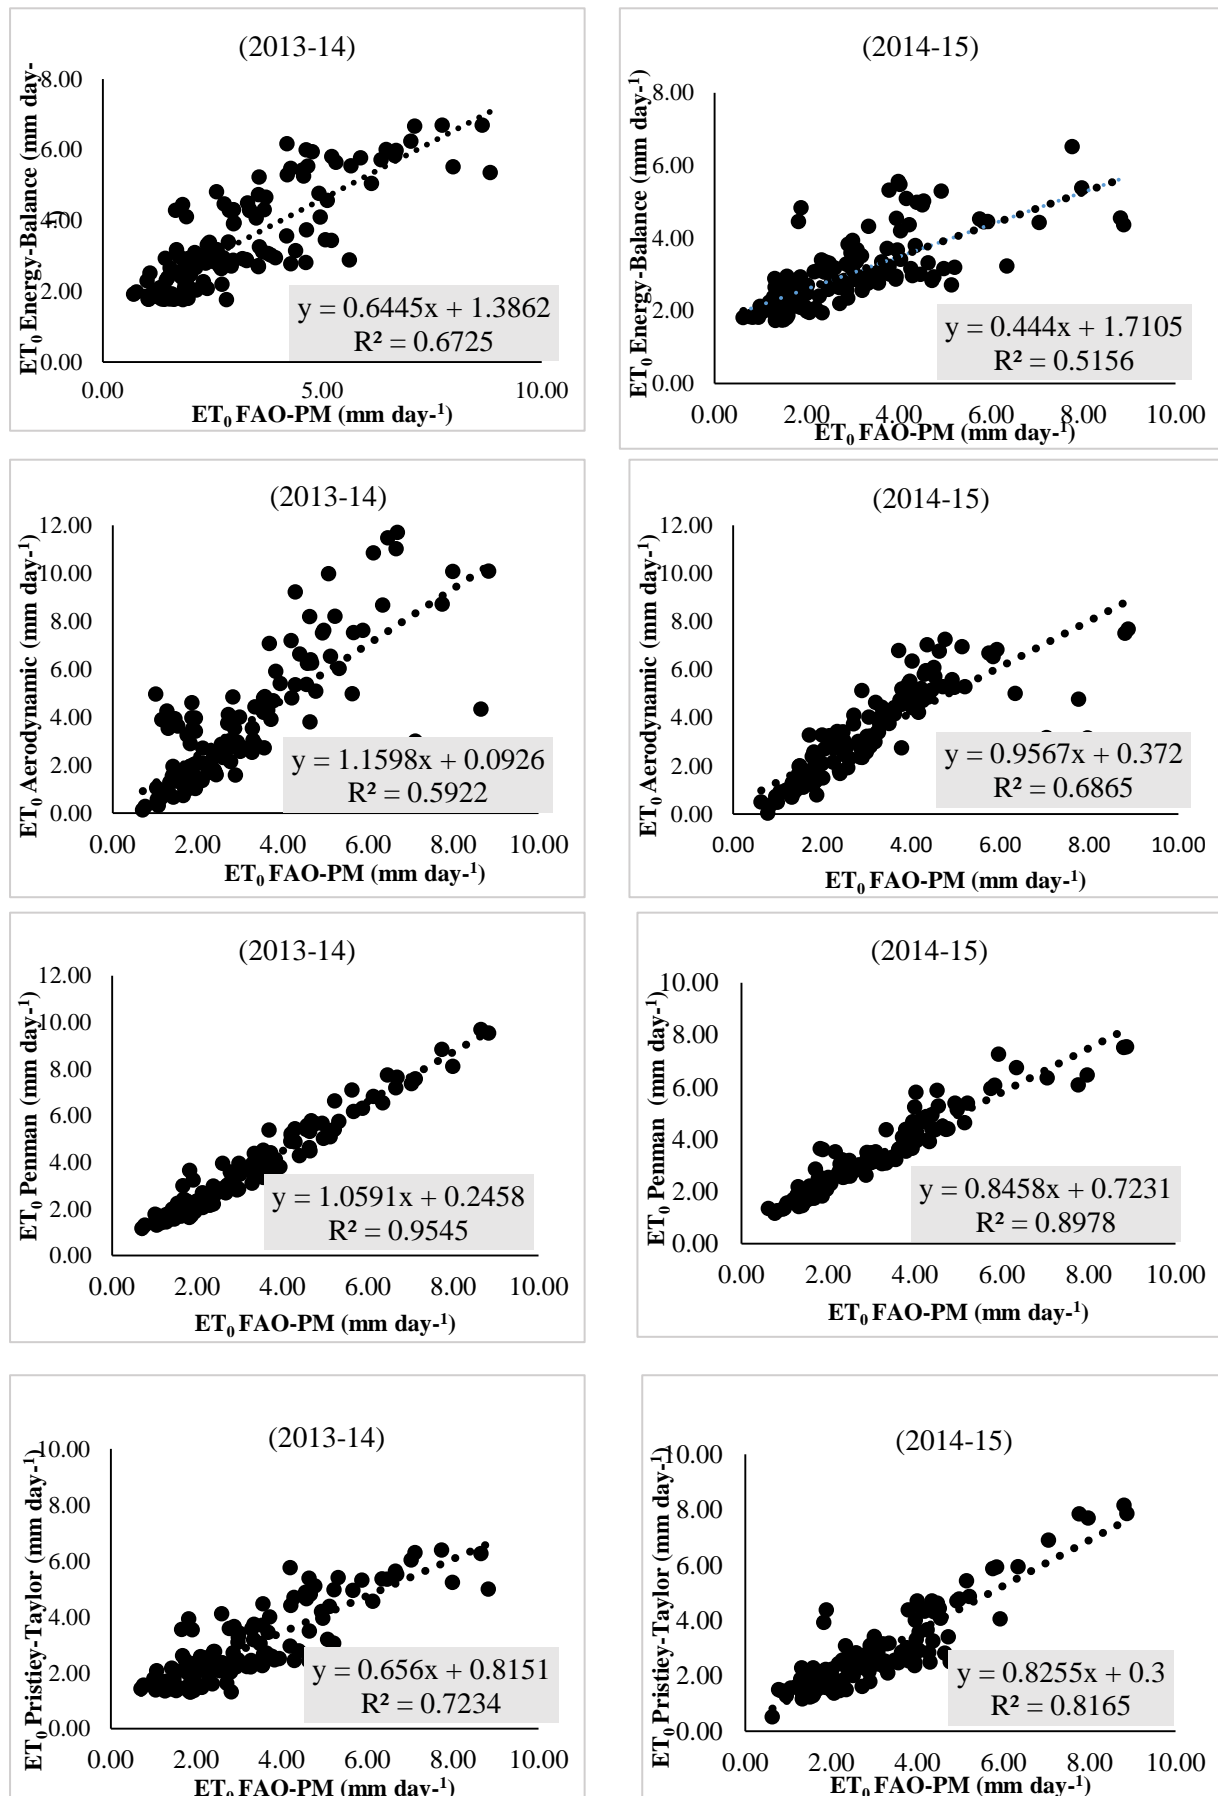 (2013-14)
ET₀ Energy-Balance (mm day-
1)
8.00
6.00
4.00
2.00
0.00
0.00 5.00 10.00
y = 0.6445x + 1.3862
R² = 0.6725
ET₀ FAO-PM (mm day-¹)
(2014-15)
ET₀ Energy-Balance (mm day-¹)
8.00
6.00
4.00
2.00
0.00
0.00 2.00 4.00 6.00 8.00 10.00
y = 0.444x + 1.7105
R² = 0.5156
ET₀ FAO-PM (mm day-¹)
(2013-14)
ET₀ Aerodynamic (mm day-¹)
12.00
10.00
8.00
6.00
4.00
2.00
0.00
0.00 2.00 4.00 6.00 8.00 10.00
y = 1.1598x + 0.0926
R² = 0.5922
ET₀ FAO-PM (mm day-¹)
(2014-15)
ET₀ Aerodynamic (mm day-¹)
12.00
10.00
8.00
6.00
4.00
2.00
0.00
0.00 2.00 4.00 6.00 8.00 10.00
y = 0.9567x + 0.372
R² = 0.6865
ET₀ FAO-PM (mm day-¹)
(2013-14)
ET₀ Penman (mm day-¹)
12.00
10.00
8.00
6.00
4.00
2.00
0.00
0.00 2.00 4.00 6.00 8.00 10.00
y = 1.0591x + 0.2458
R² = 0.9545
ET₀ FAO-PM (mm day-¹)
(2014-15)
ET₀ Penman (mm day-¹)
10.00
8.00
6.00
4.00
2.00
0.00
0.00 2.00 4.00 6.00 8.00 10.00
y = 0.8458x + 0.7231
R² = 0.8978
ET₀ FAO-PM (mm day-¹)
(2013-14)
ET₀ Pristiey-Taylor (mm day-¹)
10.00
8.00
6.00
4.00
2.00
0.00
0.00 2.00 4.00 6.00 8.00 10.00
y = 0.656x + 0.8151
R² = 0.7234
ET₀ FAO-PM (mm day-¹)
(2014-15)
ET₀ Pristiey-Taylor (mm day-¹)
10.00
8.00
6.00
4.00
2.00
0.00
0.00 2.00 4.00 6.00 8.00 10.00
y = 0.8255x + 0.3
R² = 0.8165
ET₀ FAO-PM (mm day-¹)